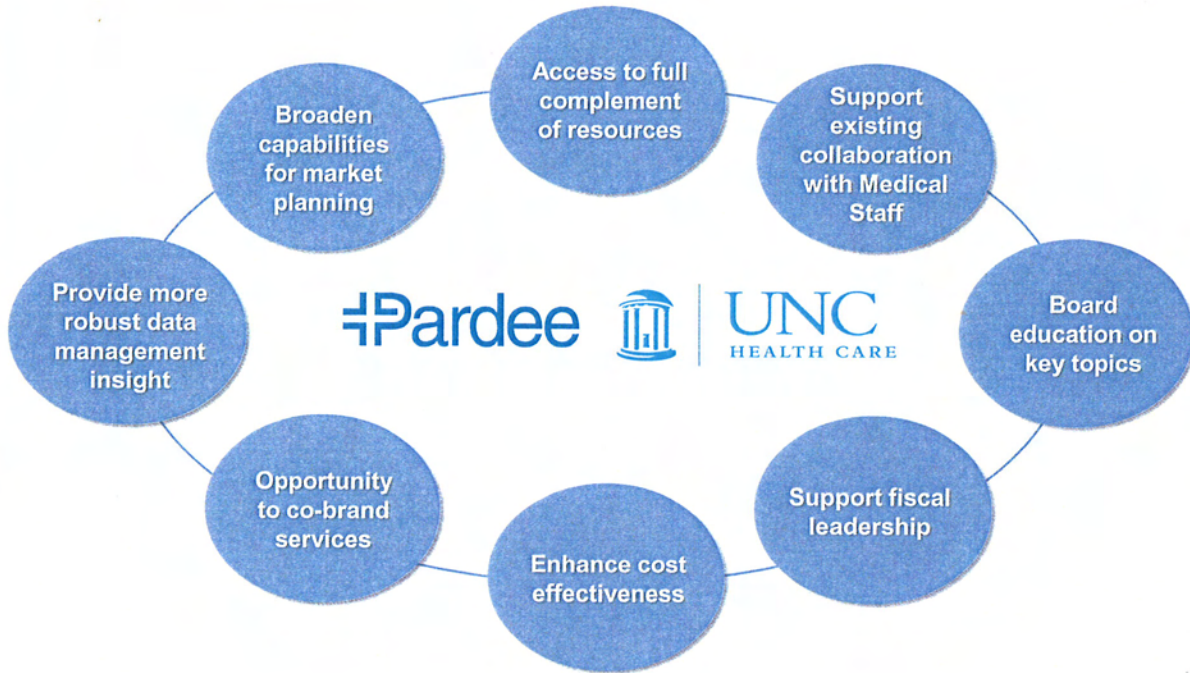 Access to full
complement
of resources
Support
existing
collaboration
with Medical
Staff
Board
education on
key topics
Support fiscal
leadership
Enhance cost
effectiveness
Opportunity
to co-brand
services
Provide more
robust data
management
insight
Broaden
capabilities
for market
planning
Pardee
UNC
HEALTH CARE